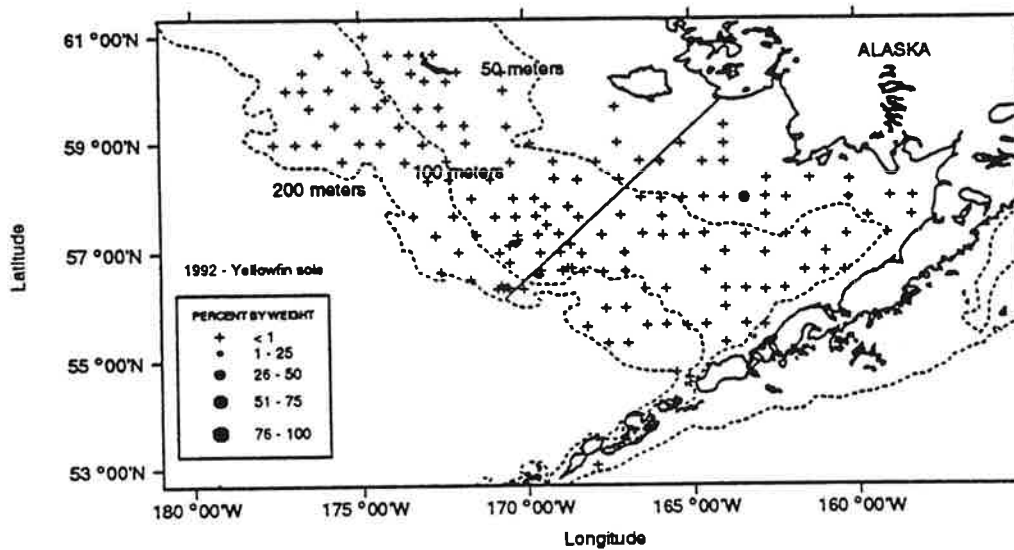 61 °00'N
59 °00'N
57 °00'N
55 °00'N
53 °00'N
Latitude
ALASKA
50 meters
100 meters
200 meters
1992 - Yellowfin sole
PERCENT BY WEIGHT
+ < 1
1 - 25
26 - 50
51 - 75
76 - 100
180 °00'W 175 °00'W 170 °00'W 165 °00'W 160 °00'W
Longitude